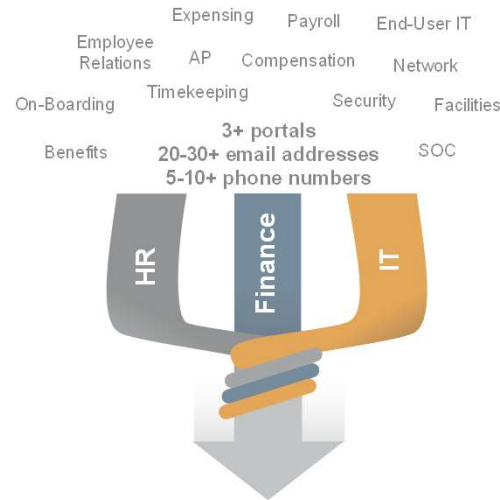 Expensing
Payroll
End-User IT
Employee
Relations
AP
Compensation
Network
On-Boarding
Timekeeping
Security
Facilities
3+ portals
Benefits
20-30+ email addresses
SOC
5-10+ phone numbers
HR
Finance
IT